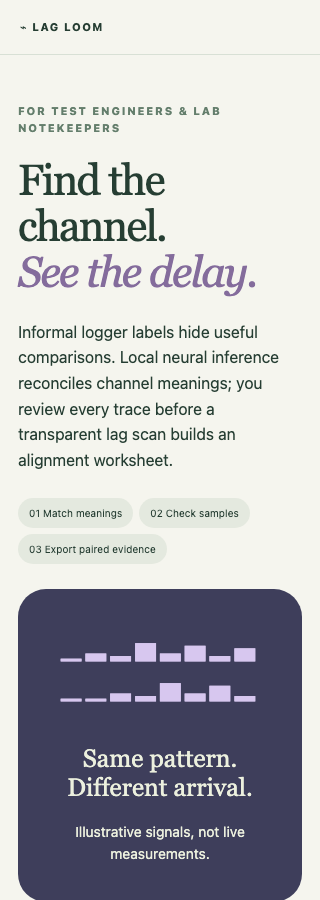 ⌁ LAG LOOM
FOR TEST ENGINEERS & LAB
NOTEKEEPERS
Find the
channel.
See the delay.
Informal logger labels hide useful
comparisons. Local neural inference
reconciles channel meanings; you
review every trace before a
transparent lag scan builds an
alignment worksheet.
01 Match meanings
02 Check samples
03 Export paired evidence
Same pattern.
Different arrival.
Illustrative signals, not live
measurements.